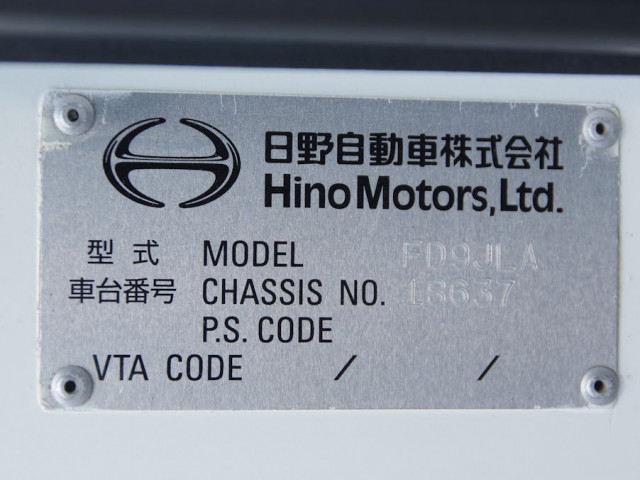 日野自動車株式会社
Hino Motors, Ltd.
型式 MODEL FD9JLA
車台番号 CHASSIS NO. 18637
P.S. CODE
VTA CODE / /